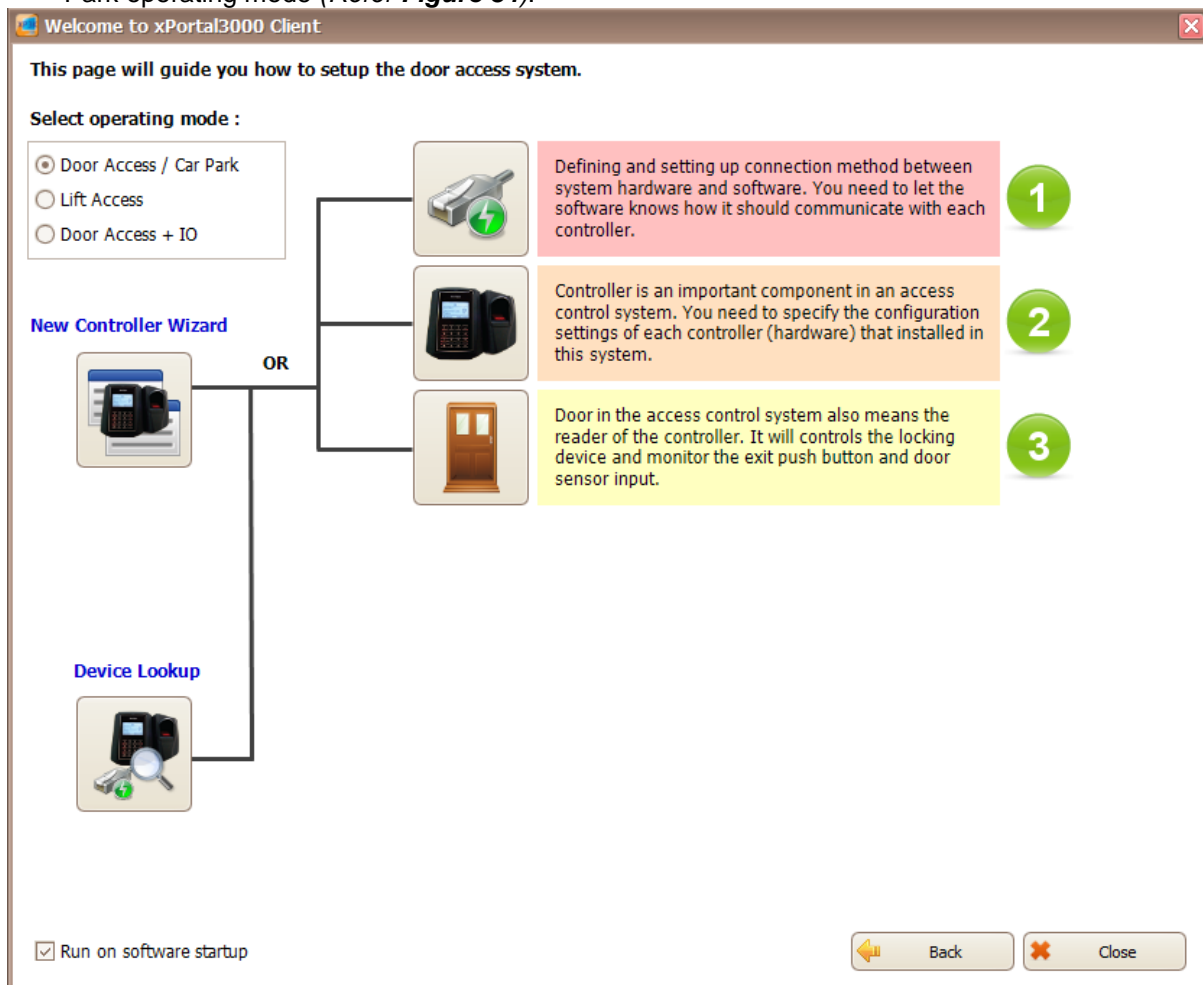 Park operating mode (Refer Figure 31).
Welcome to xPortal3000 Client
This page will guide you how to setup the door access system.
Select operating mode :
Door Access / Car Park
Lift Access
Door Access + IO
New Controller Wizard
OR
Device Lookup
Defining and setting up connection method between
system hardware and software. You need to let the
software knows how it should communicate with each
controller.
1
Controller is an important component in an access
control system. You need to specify the configuration
settings of each controller (hardware) that installed in
this system.
2
Door in the access control system also means the
reader of the controller. It will controls the locking
device and monitor the exit push button and door
sensor input.
3
Run on software startup
Back
Close